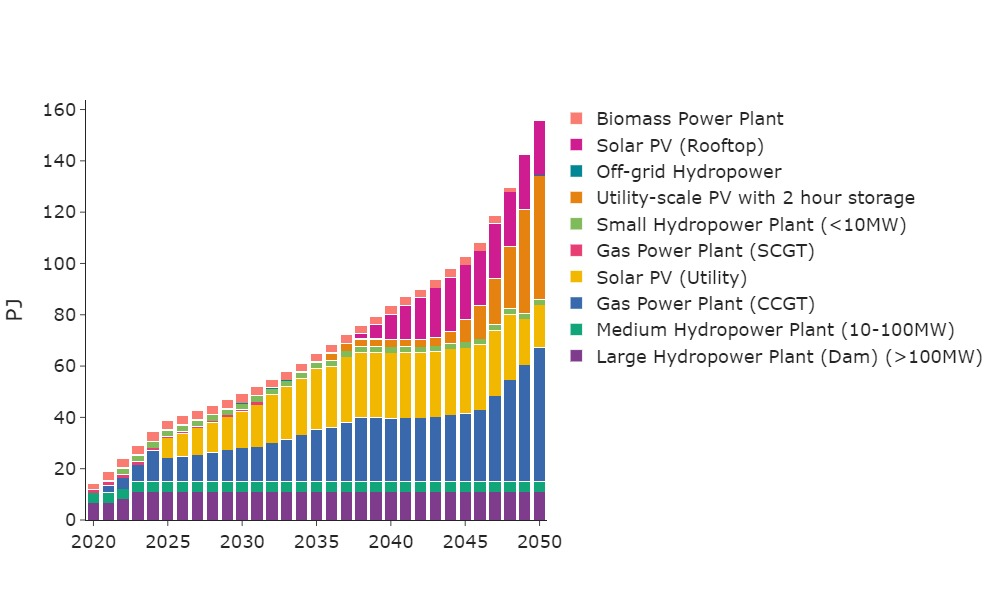 PJ
160
140
120
100
80
60
40
20
0
2020 2025 2030 2035 2040 2045 2050
Biomass Power Plant
Solar PV (Rooftop)
Off-grid Hydropower
Utility-scale PV with 2 hour storage
Small Hydropower Plant (<10MW)
Gas Power Plant (SCGT)
Solar PV (Utility)
Gas Power Plant (CCGT)
Medium Hydropower Plant (10-100MW)
Large Hydropower Plant (Dam) (>100MW)